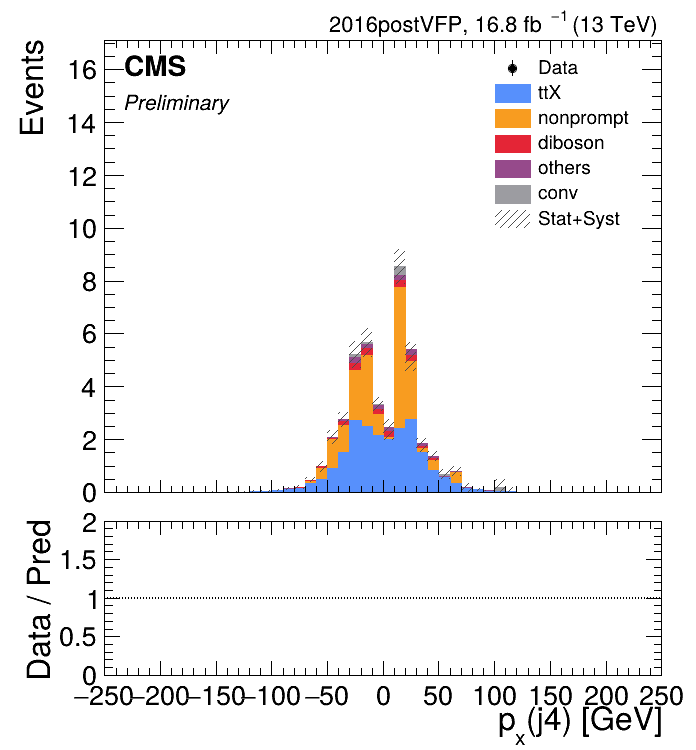 2016postVFP, 16.8 fb⁻¹ (13 TeV)
CMS
Preliminary
Events
16
14
12
10
8
6
4
2
0
Data
ttX
nonprompt
diboson
others
conv
Stat+Syst
Data / Pred
2
1.5
1
0.5
0
−250 −200 −150 −100 −50 0 50 100 150 200 250
pₓ(j4) [GeV]